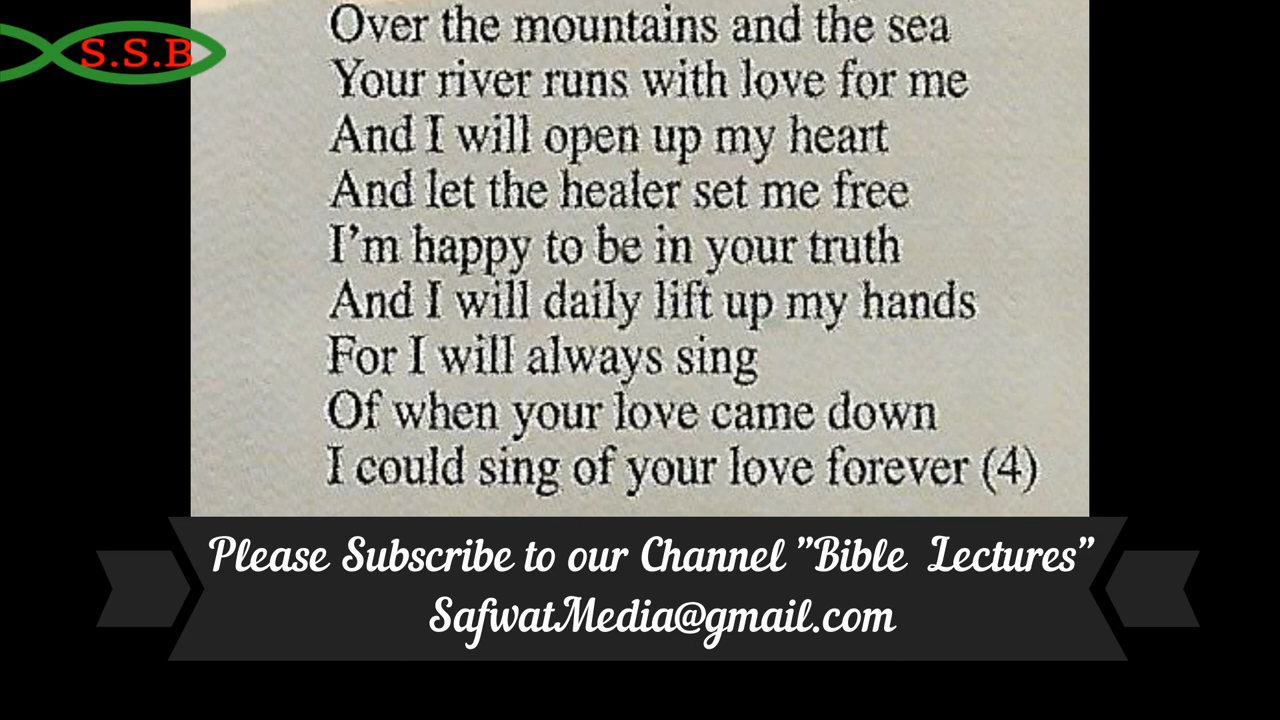 S.S.B
Over the mountains and the sea
Your river runs with love for me
And I will open up my heart
And let the healer set me free
I'm happy to be in your truth
And I will daily lift up my hands
For I will always sing
Of when your love came down
I could sing of your love forever (4)
Please Subscribe to our Channel "Bible Lectures"
SafwatMedia@gmail.com